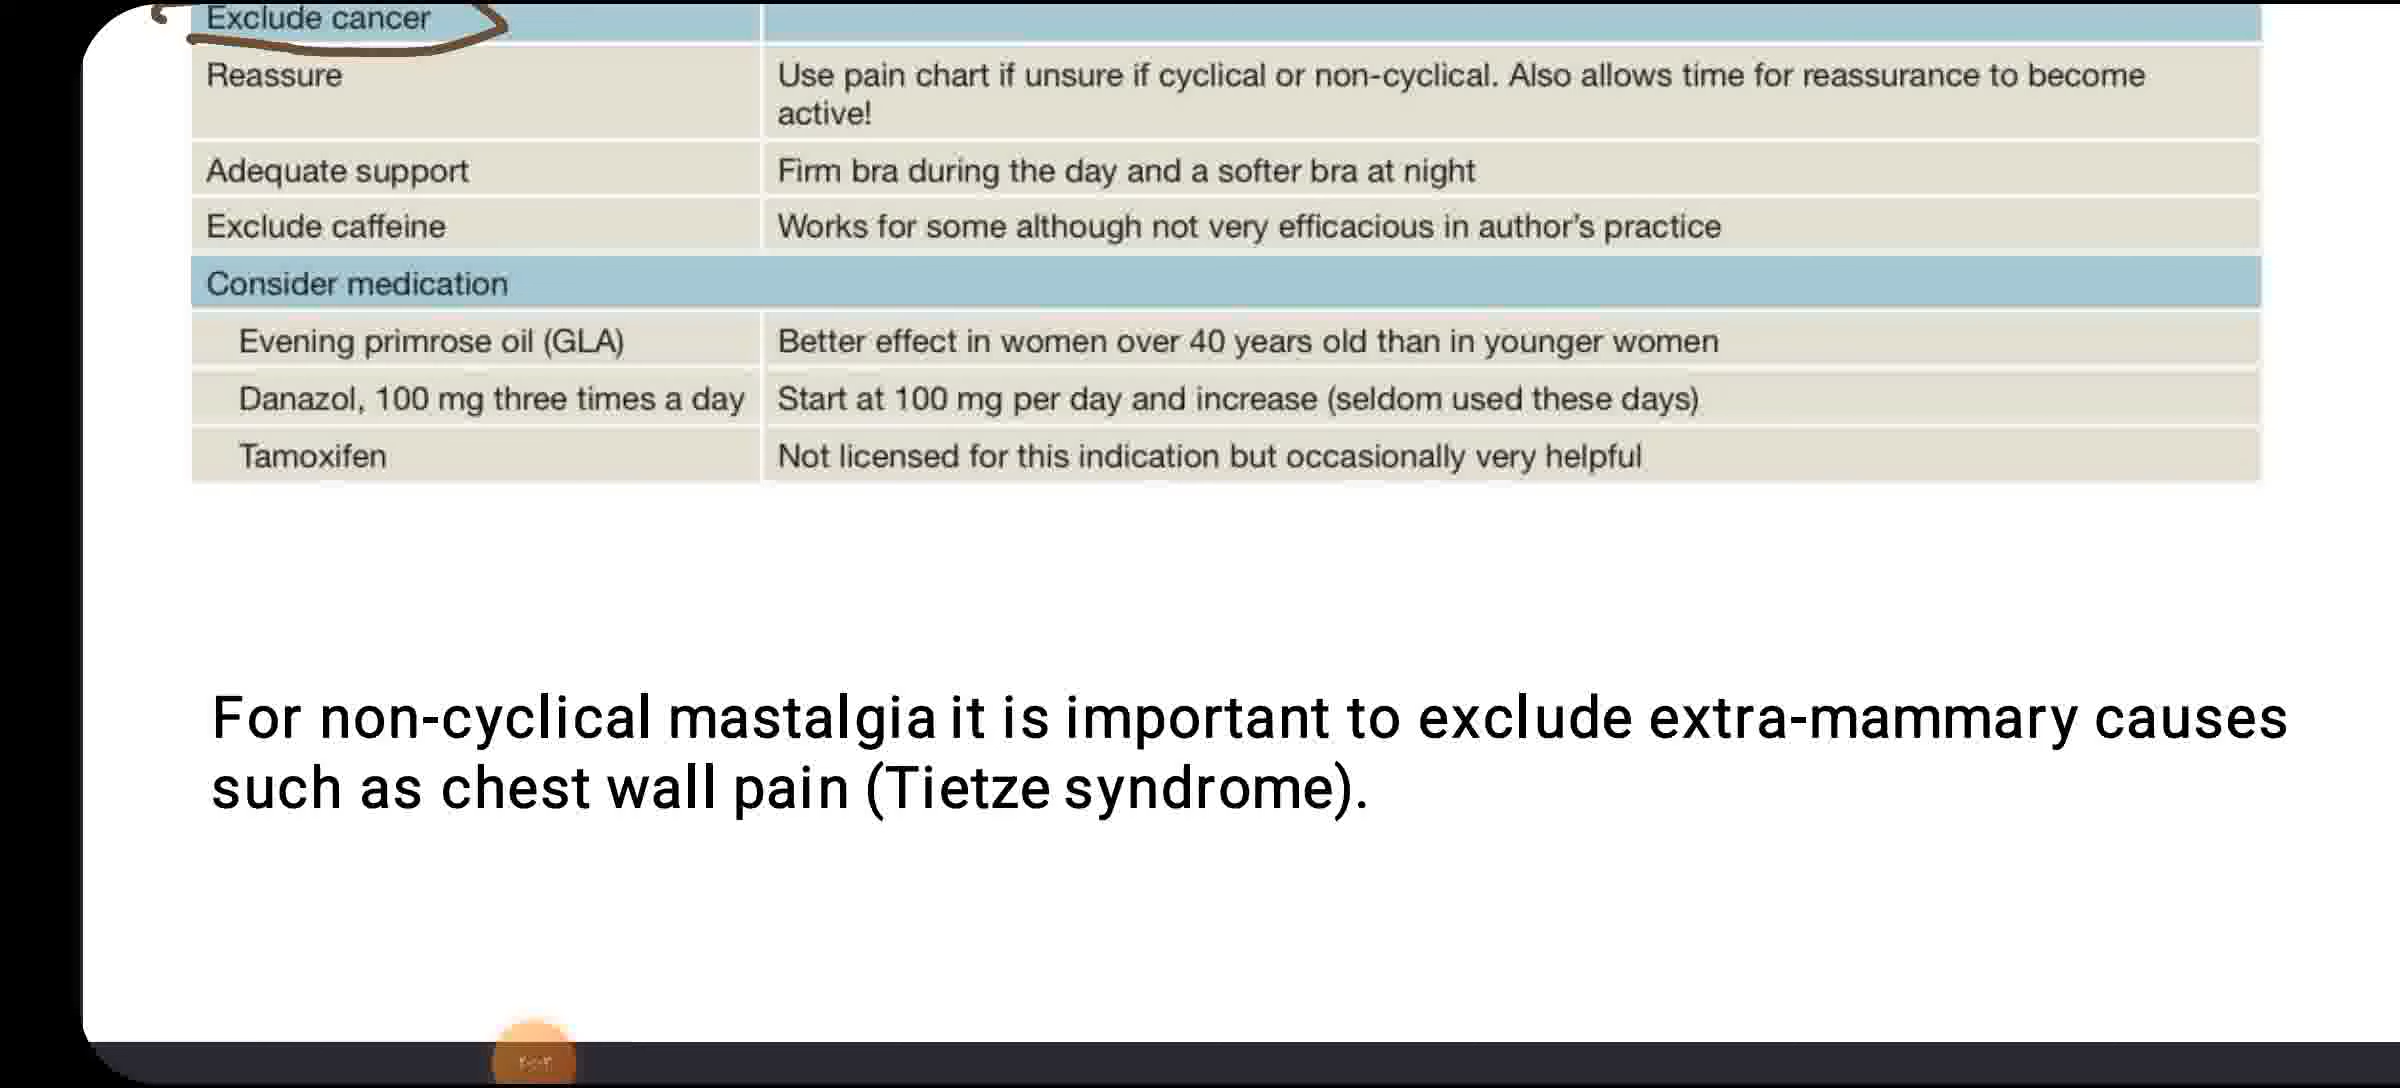 Exclude cancer
Reassure
Use pain chart if unsure if cyclical or non-cyclical. Also allows time for reassurance to become
active!
Adequate support
Firm bra during the day and a softer bra at night
Exclude caffeine
Works for some although not very efficacious in author's practice
Consider medication
Evening primrose oil (GLA)
Better effect in women over 40 years old than in younger women
Danazol, 100 mg three times a day
Start at 100 mg per day and increase (seldom used these days)
Tamoxifen
Not licensed for this indication but occasionally very helpful
For non-cyclical mastalgia it is important to exclude extra-mammary causes
such as chest wall pain (Tietze syndrome).